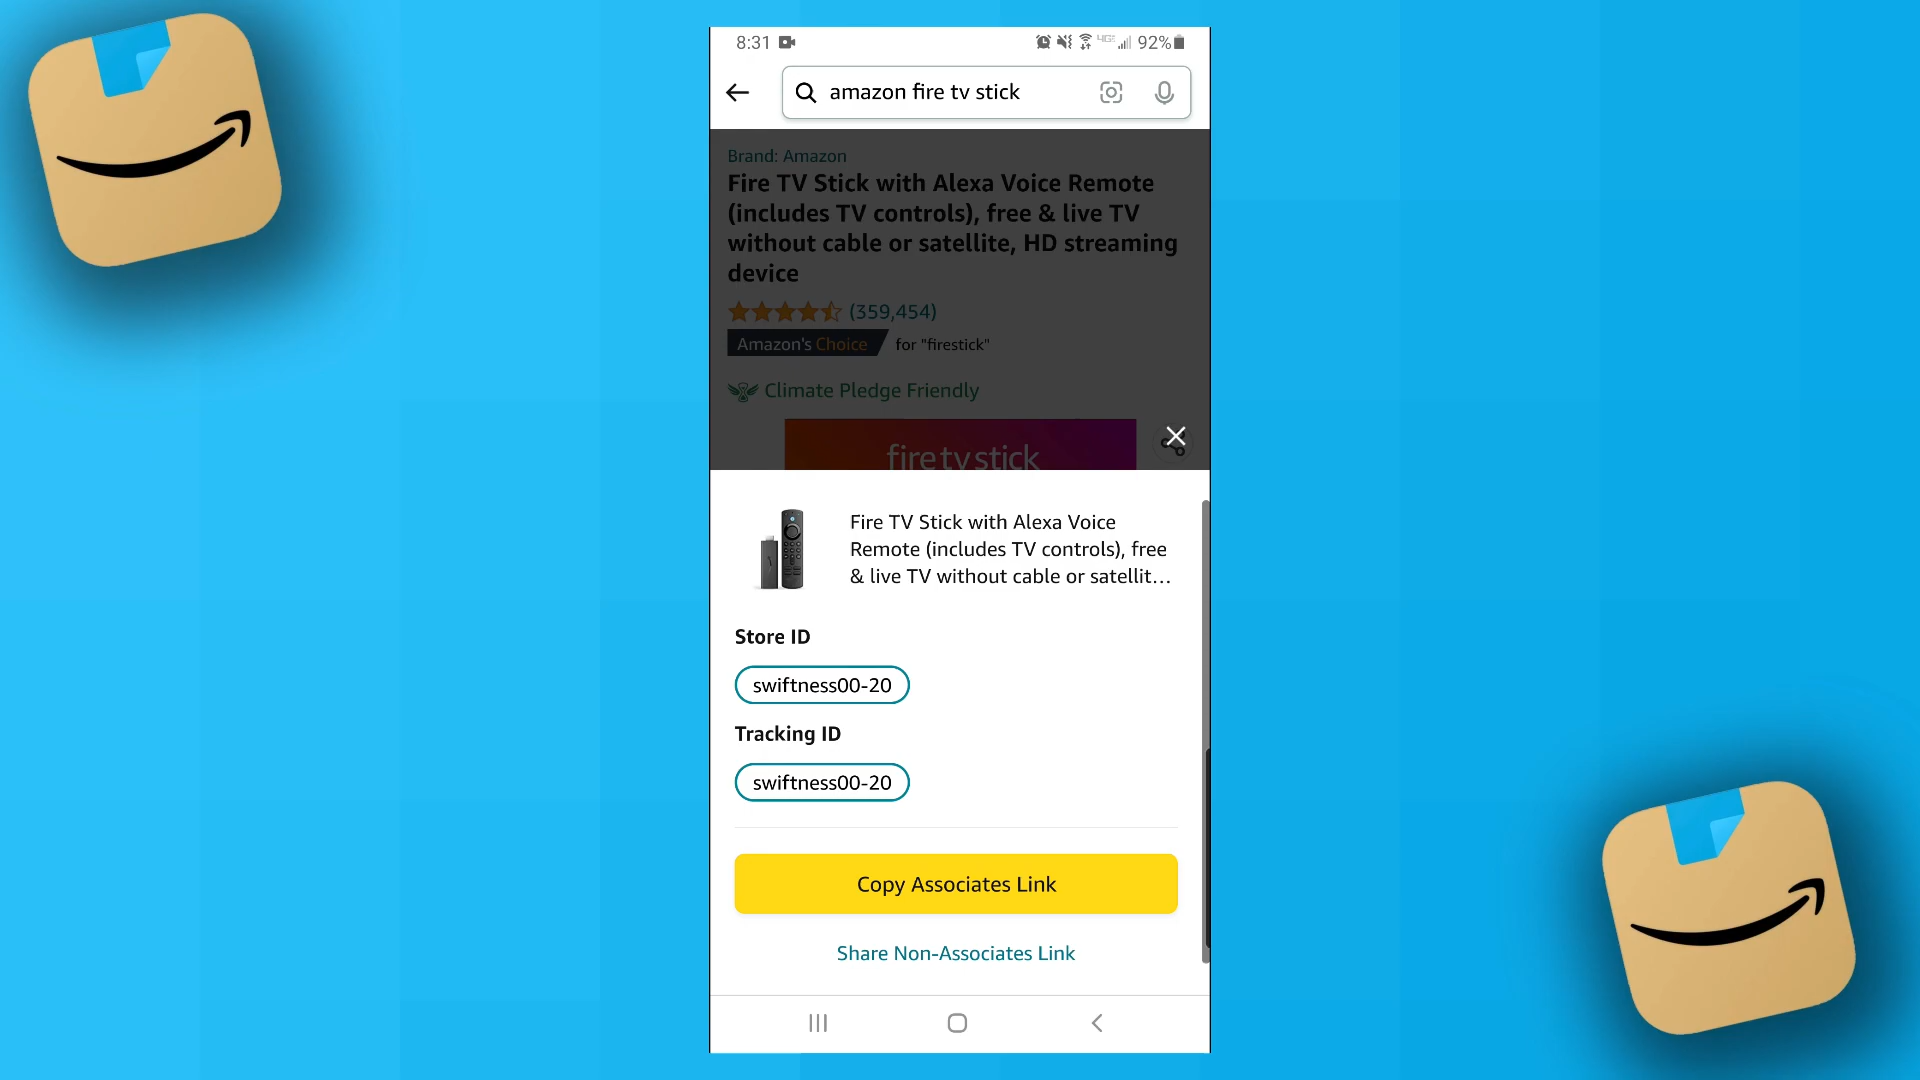 8:31
92%
amazon fire tv stick
Brand: Amazon
Fire TV Stick with Alexa Voice Remote
(includes TV controls), free & live TV
without cable or satellite, HD streaming
device
(359,454)
Amazon's Choice for "firestick"
Climate Pledge Friendly
fire tv stick
Fire TV Stick with Alexa Voice
Remote (includes TV controls), free
& live TV without cable or satellit...
Store ID
swiftness00-20
Tracking ID
swiftness00-20
Copy Associates Link
Share Non-Associates Link